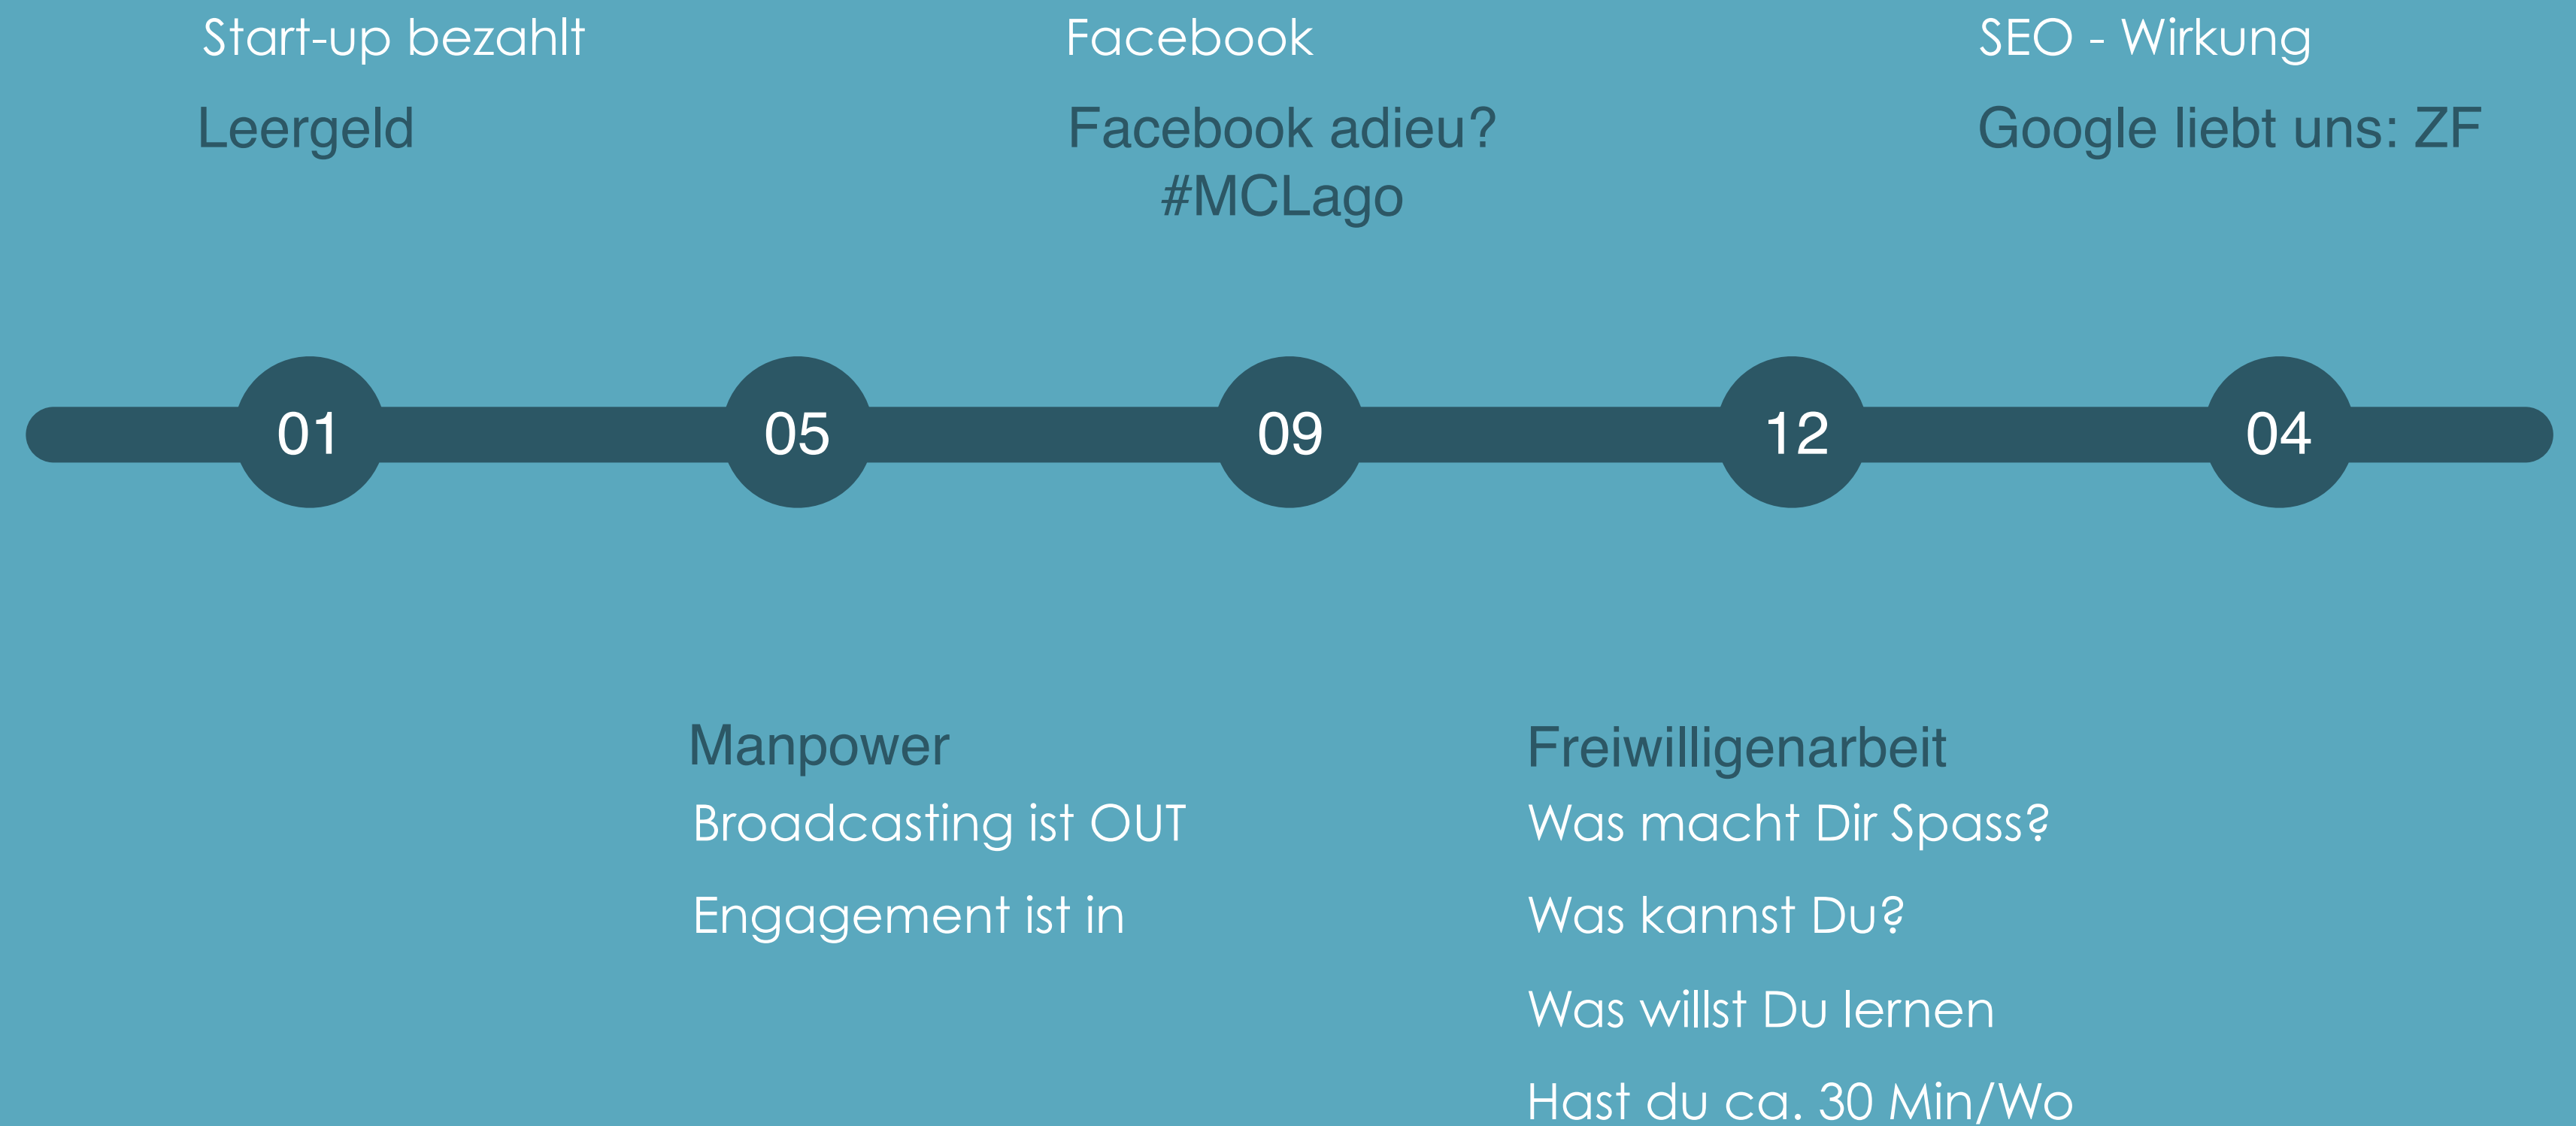 Start-up bezahlt
Leergeld
Facebook
Facebook adieu?
#MCLago
SEO - Wirkung
Google liebt uns: ZF
01
05
09
12
04
Manpower
Broadcasting ist OUT
Engagement ist in
Freiwilligenarbeit
Was macht Dir Spass?
Was kannst Du?
Was willst Du lernen
Hast du ca. 30 Min/Wo